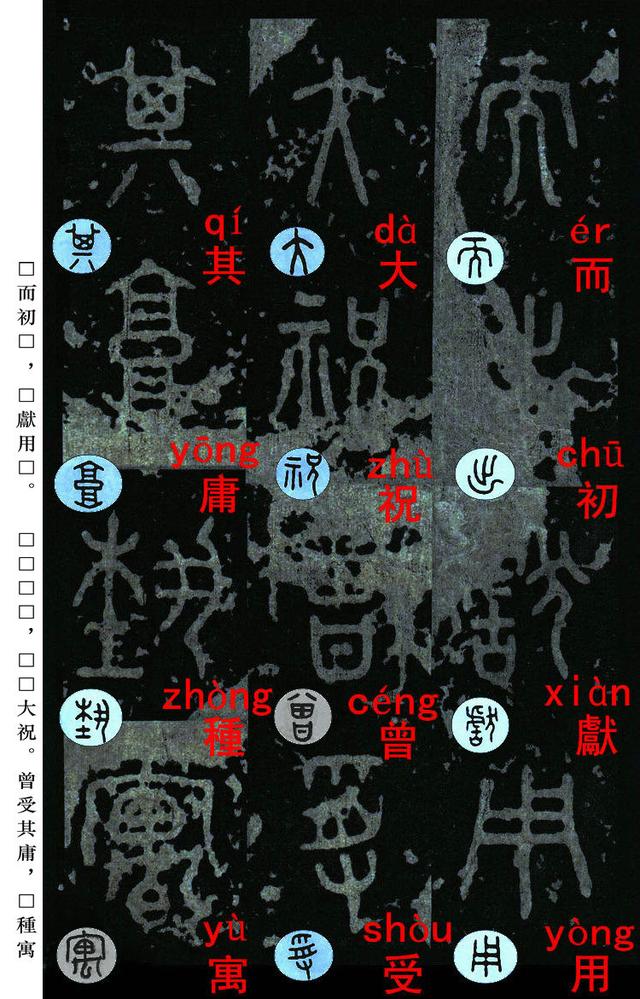 ér
而
chū
初
xiàn
獻
yòng
用
dà
大
zhù
祝
céng
曾
shòu
受
qí
其
yōng
庸
zhòng
種
yù
寓
□而初□，□獻用□。 □□□□，□□大祝。曾受其庸，□種寓